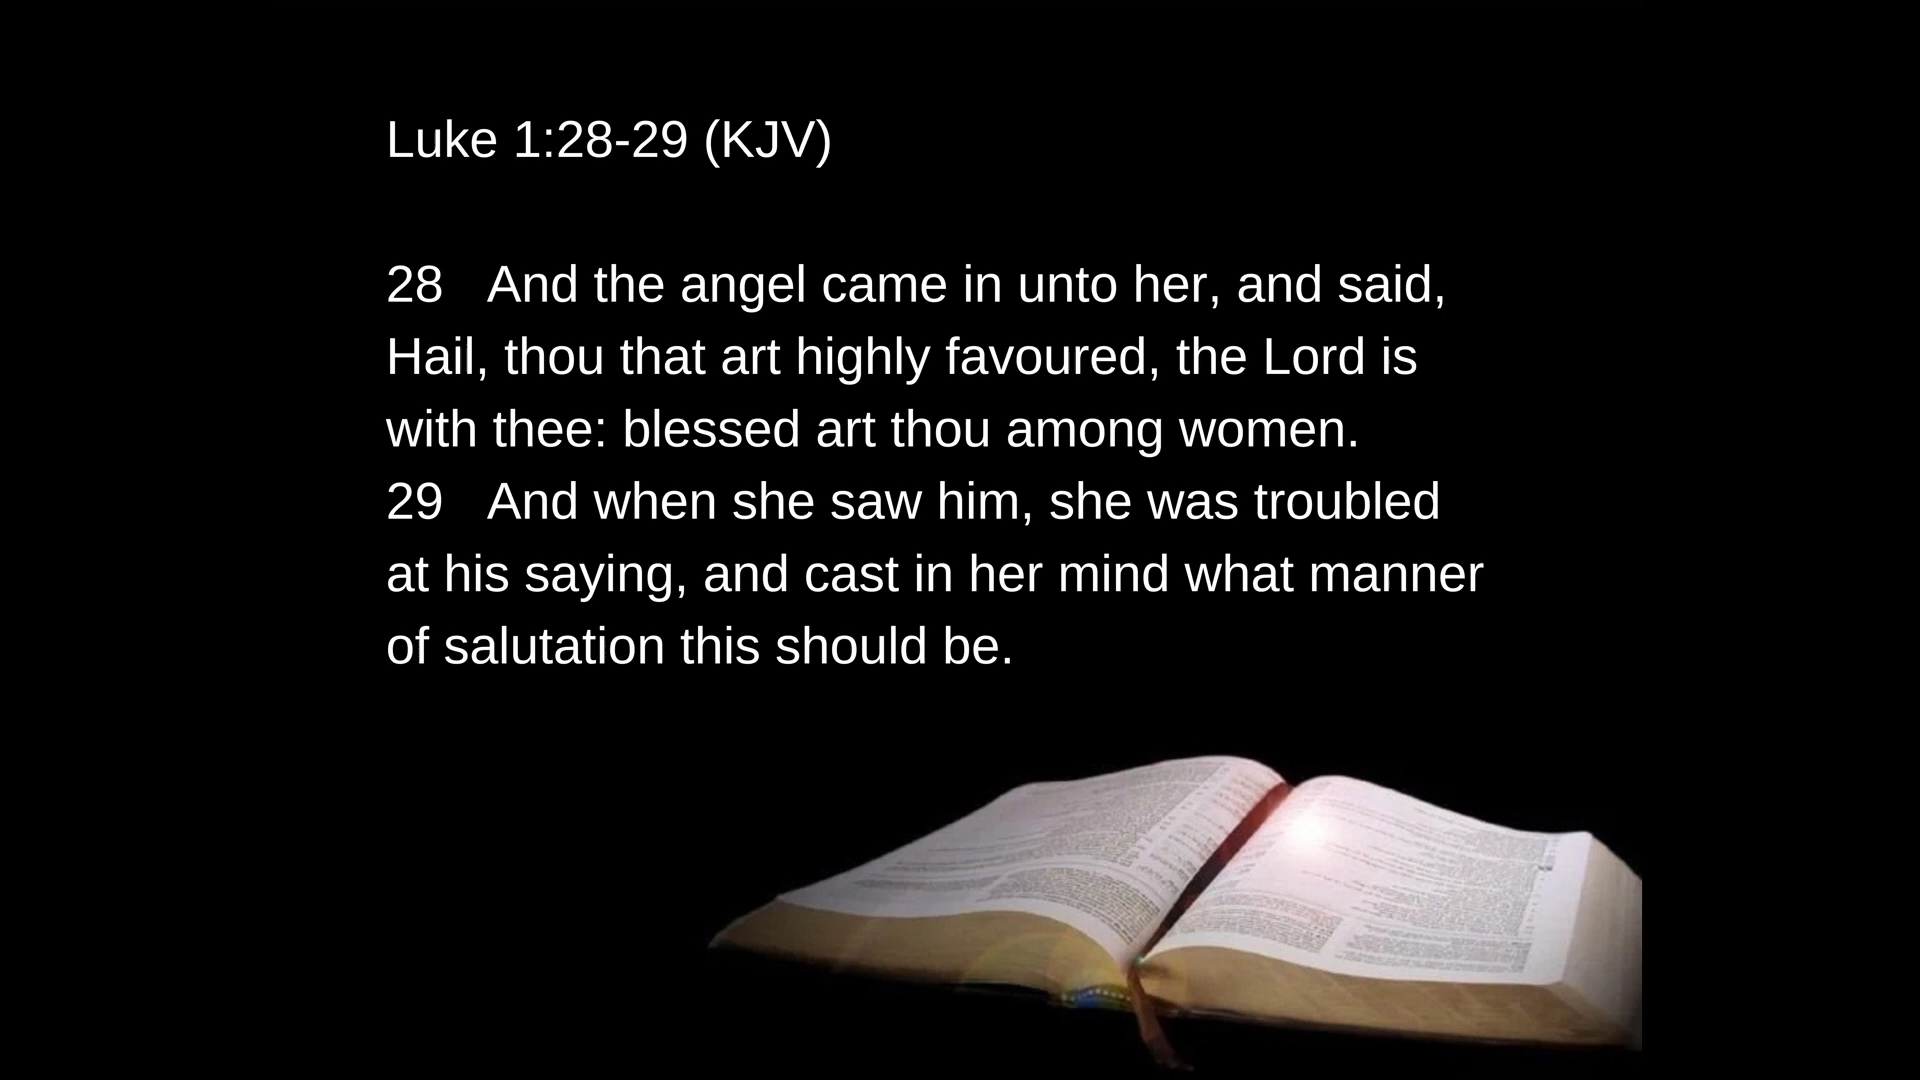 Luke 1:28-29 (KJV)
28 And the angel came in unto her, and said,
Hail, thou that art highly favoured, the Lord is
with thee: blessed art thou among women.
29 And when she saw him, she was troubled
at his saying, and cast in her mind what manner
of salutation this should be.